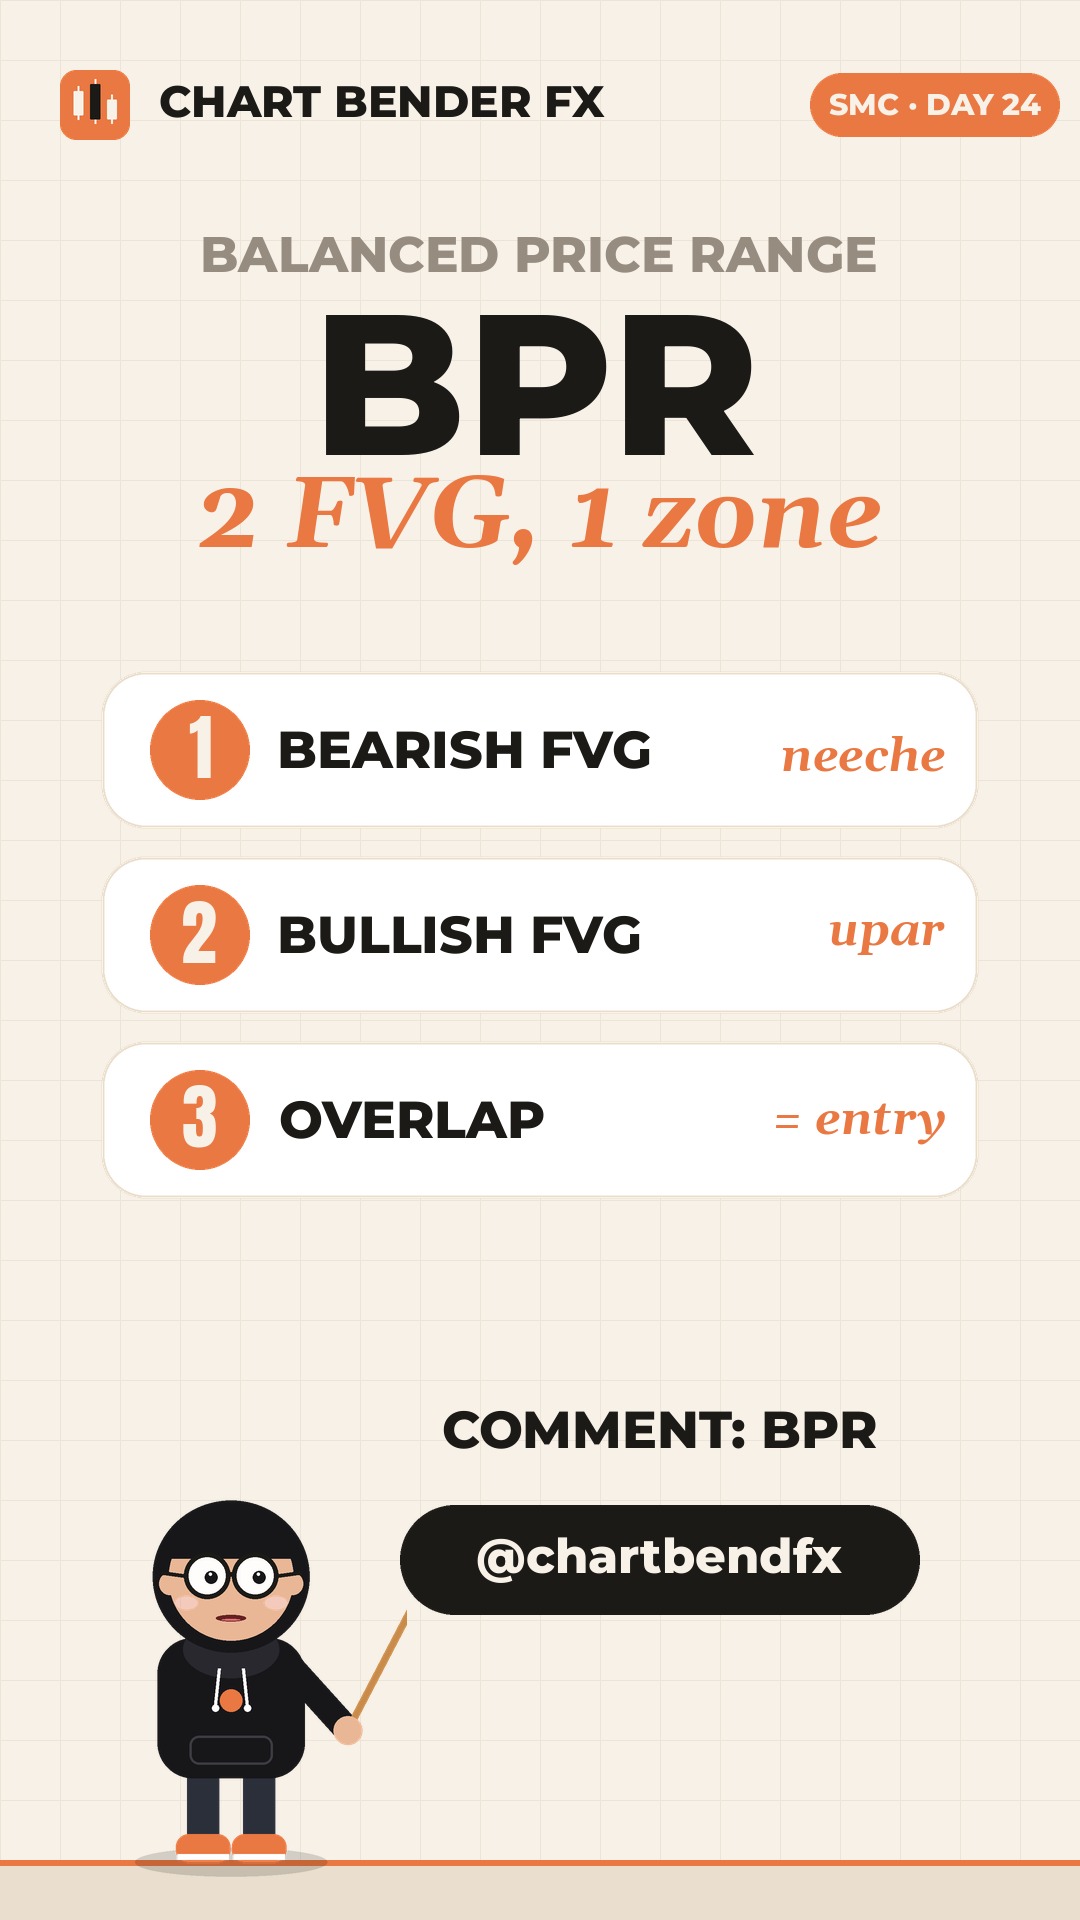 CHART BENDER FX
SMC · DAY 24
BALANCED PRICE RANGE
BPR
2 FVG, 1 zone
1 BEARISH FVG neeche
2 BULLISH FVG upar
3 OVERLAP = entry
COMMENT: BPR
@chartbendfx